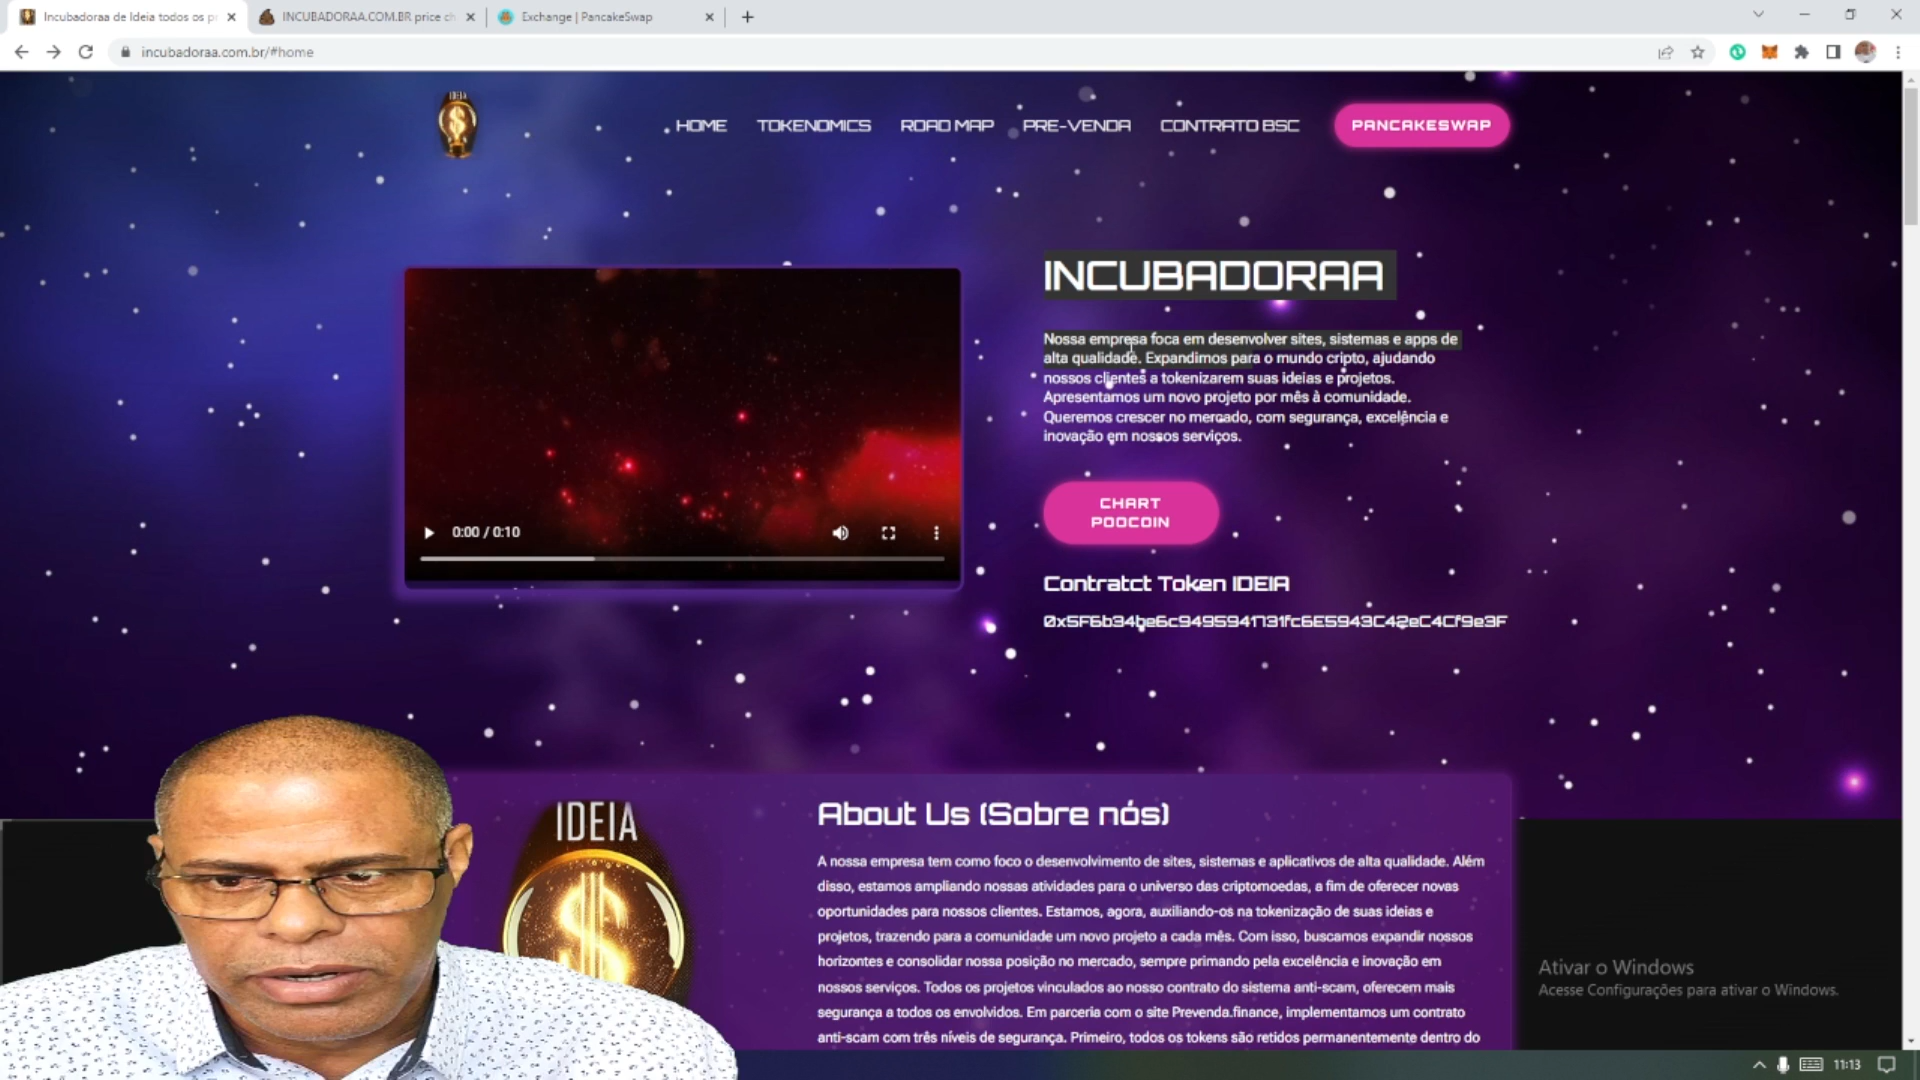 Incubadoraa de Ideia todos os pr
INCUBADORAA.COM.BR price ch
Exchange | PancakeSwap
incubadoraa.com.br/#home
IDEIA
HOME
TOKENOMICS
ROAD MAP
PRE-VENDA
CONTRATO BSC
PANCAKESWAP
INCUBADORAA
Nossa empresa foca em desenvolver sites, sistemas e apps de
alta qualidade. Expandimos para o mundo cripto, ajudando
nossos clientes a tokenizarem suas ideias e projetos.
Apresentamos um novo projeto por mês à comunidade.
Queremos crescer no mercado, com segurança, excelência e
inovação em nossos serviços.
0:00 / 0:10
CHART
POOCOIN
Contratct Token IDEIA
0x5F6b34be6c9495941731fc6E5943C42eC4Cf9e3F
IDEIA
About Us (Sobre nós)
A nossa empresa tem como foco o desenvolvimento de sites, sistemas e aplicativos de alta qualidade. Além
disso, estamos ampliando nossas atividades para o universo das criptomoedas, a fim de oferecer novas
oportunidades para nossos clientes. Estamos, agora, auxiliando-os na tokenização de suas ideias e
projetos, trazendo para a comunidade um novo projeto a cada mês. Com isso, buscamos expandir nossos
horizontes e consolidar nossa posição no mercado, sempre primando pela excelência e inovação em
nossos serviços. Todos os projetos vinculados ao nosso contrato do sistema anti-scam, oferecem mais
segurança a todos os envolvidos. Em parceria com o site Prevenda.finance, implementamos um contrato
anti-scam com três níveis de segurança. Primeiro, todos os tokens são retidos permanentemente dentro do
Ativar o Windows
Acesse Configurações para ativar o Windows.
11:13